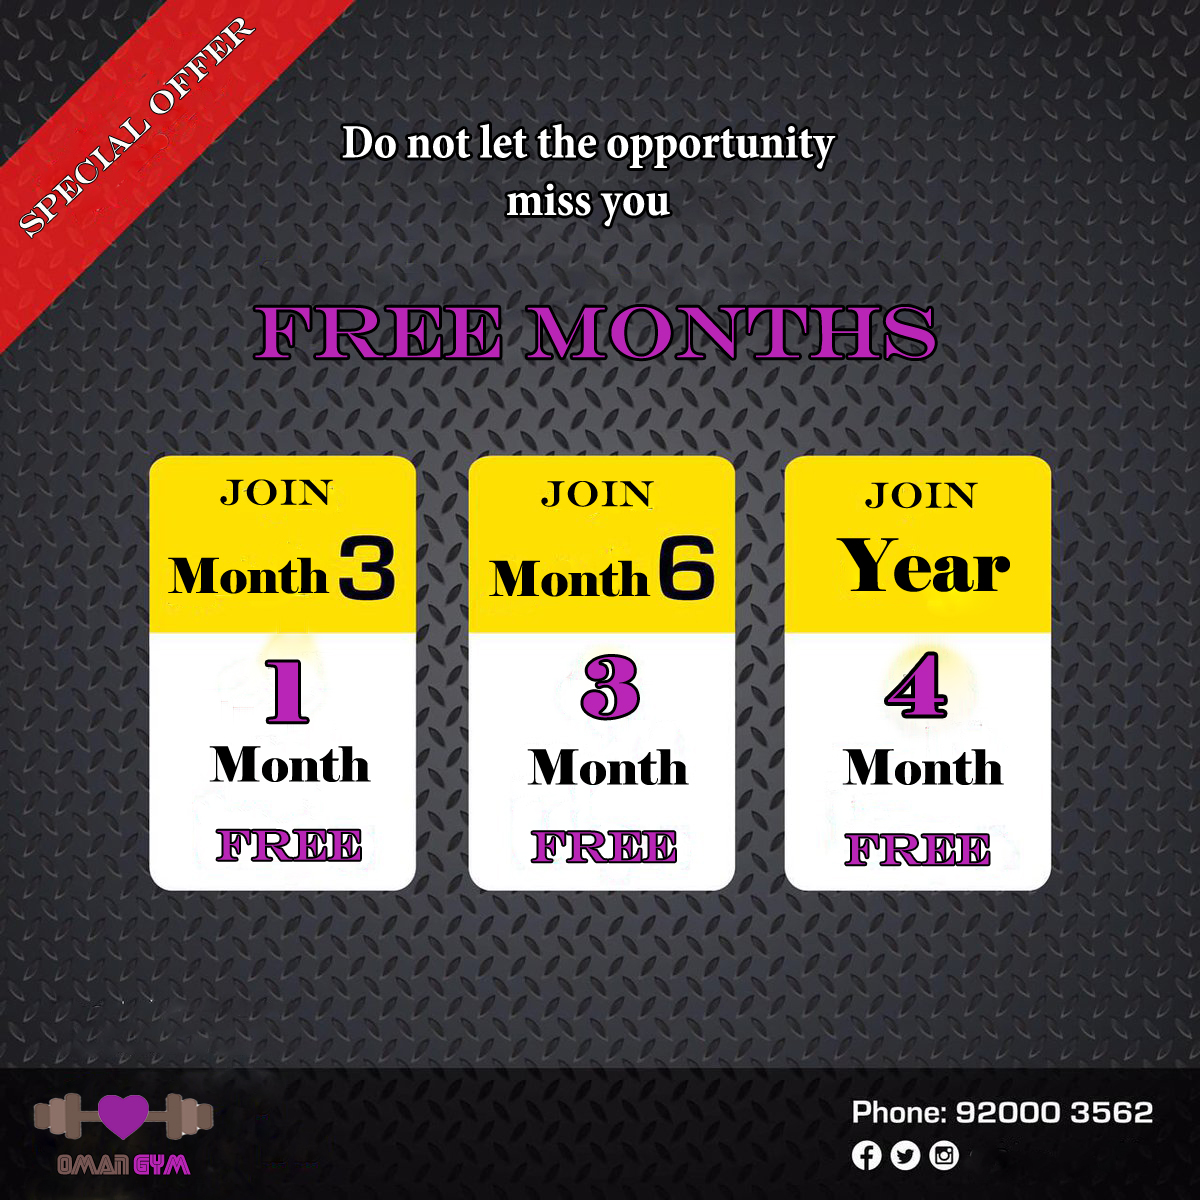 SPECIAL OFFER
Do not let the opportunity
miss you
FREE MONTHS
JOIN
Month 3
1
Month
FREE
JOIN
Month 6
3
Month
FREE
JOIN
Year
4
Month
FREE
OMAN GYM
Phone: 92000 3562